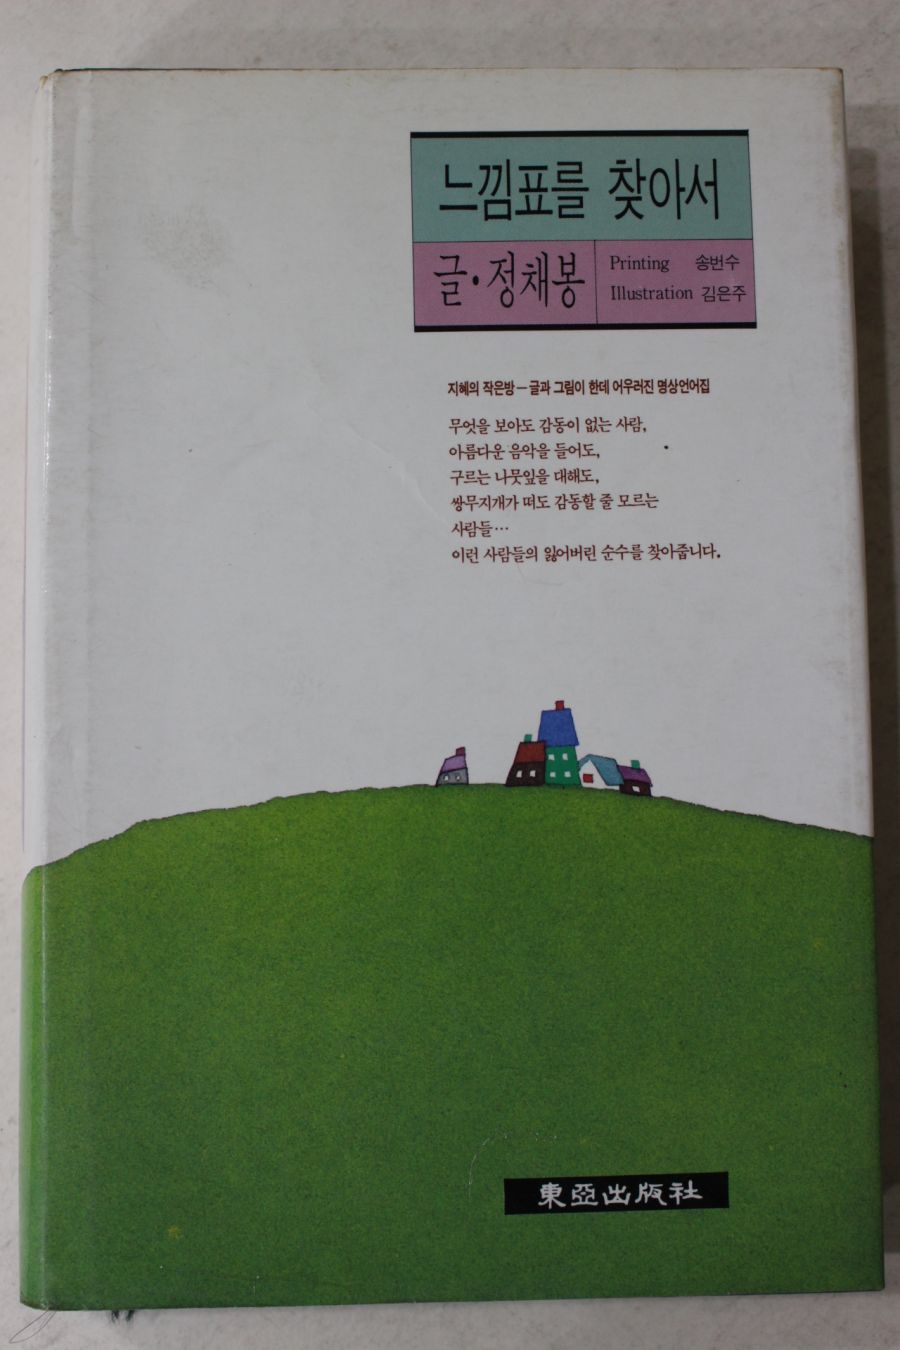 느낌표를 찾아서
글·정채봉
Printing 송번수
Illustration 김은주
지혜의 작은방―글과 그림이 한데 어우러진 명상언어집
무엇을 보아도 감동이 없는 사람,
아름다운 음악을 들어도,
구르는 나뭇잎을 대해도,
쌍무지개가 떠도 감동할 줄 모르는
사람들…
이런 사람들의 잃어버린 순수를 찾아줍니다.
東亞出版社